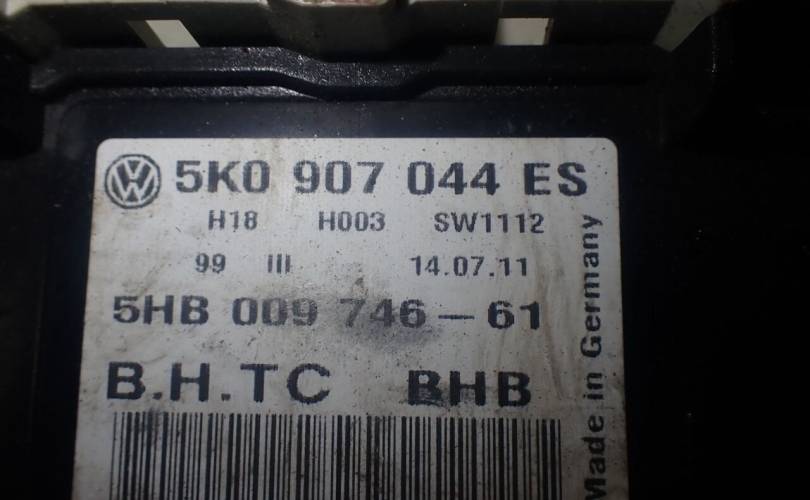 5K0 907 044 ES
H18 H003 SW1112
99 III 14.07.11
5HB 009 746-61
B.H.TC BHB
Made in Germany